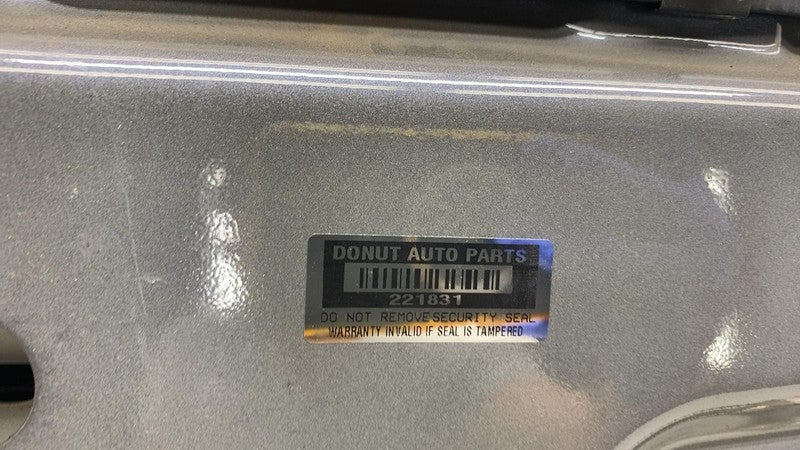 DONUT AUTO PARTS
221831
DO NOT REMOVE SECURITY SEAL
WARRANTY INVALID IF SEAL IS TAMPERED